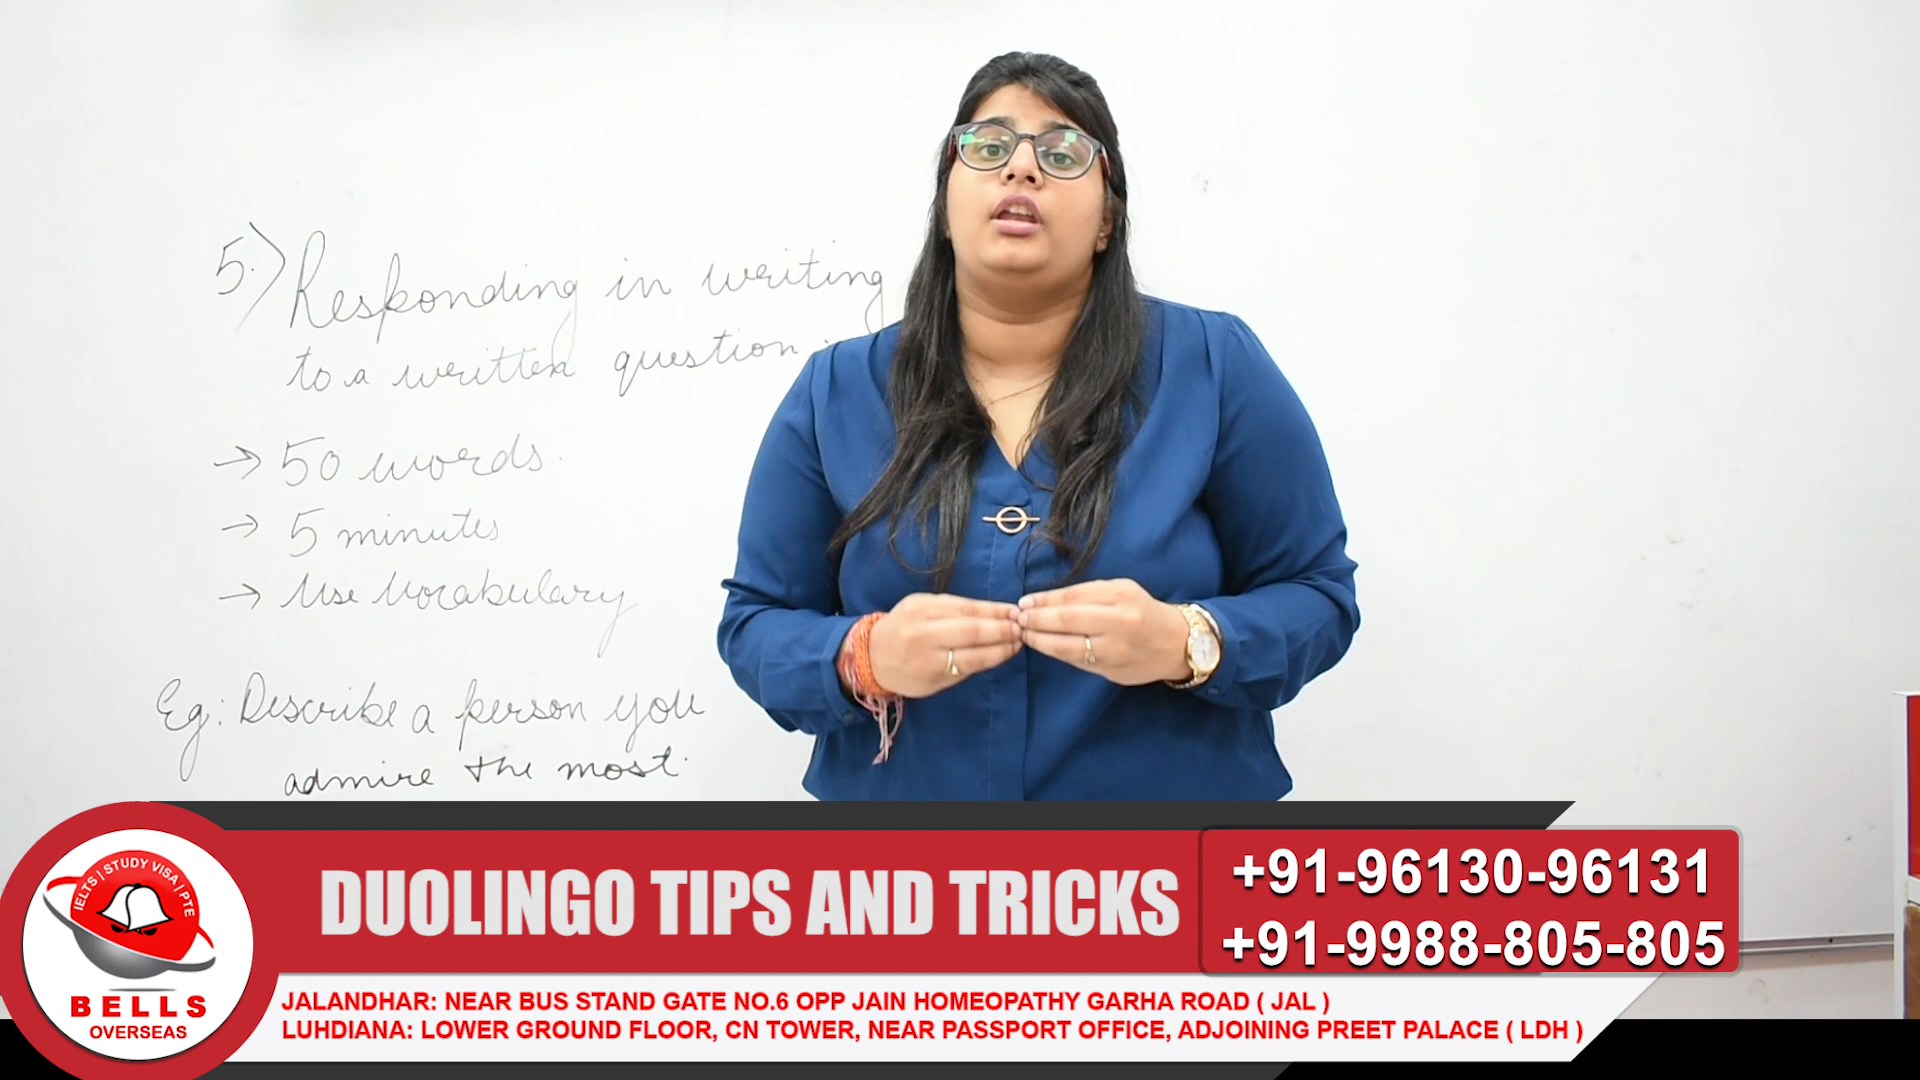 5.) Responding in writing
to a written question.
→ 50 words.
→ 5 minutes
→ Use Vocabulary
Eg: Describe a person you
admire the most.
IELTS | STUDY VISA | PTE
BELLS
OVERSEAS
DUOLINGO TIPS AND TRICKS
+91-96130-96131
+91-9988-805-805
JALANDHAR: NEAR BUS STAND GATE NO.6 OPP JAIN HOMEOPATHY GARHA ROAD ( JAL )
LUHDIANA: LOWER GROUND FLOOR, CN TOWER, NEAR PASSPORT OFFICE, ADJOINING PREET PALACE ( LDH )